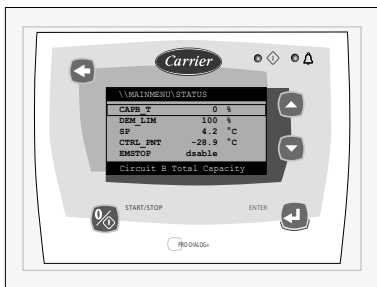 Carrier
\\MAINMENU\STATUS
CAPB_T 0 %
DEM_LIM 100 %
SP 4.2 °C
CTRL_PNT -28.9 °C
EMSTOP dsable
Circuit B Total Capacity
START/STOP
ENTER
PRO-DIALOG+